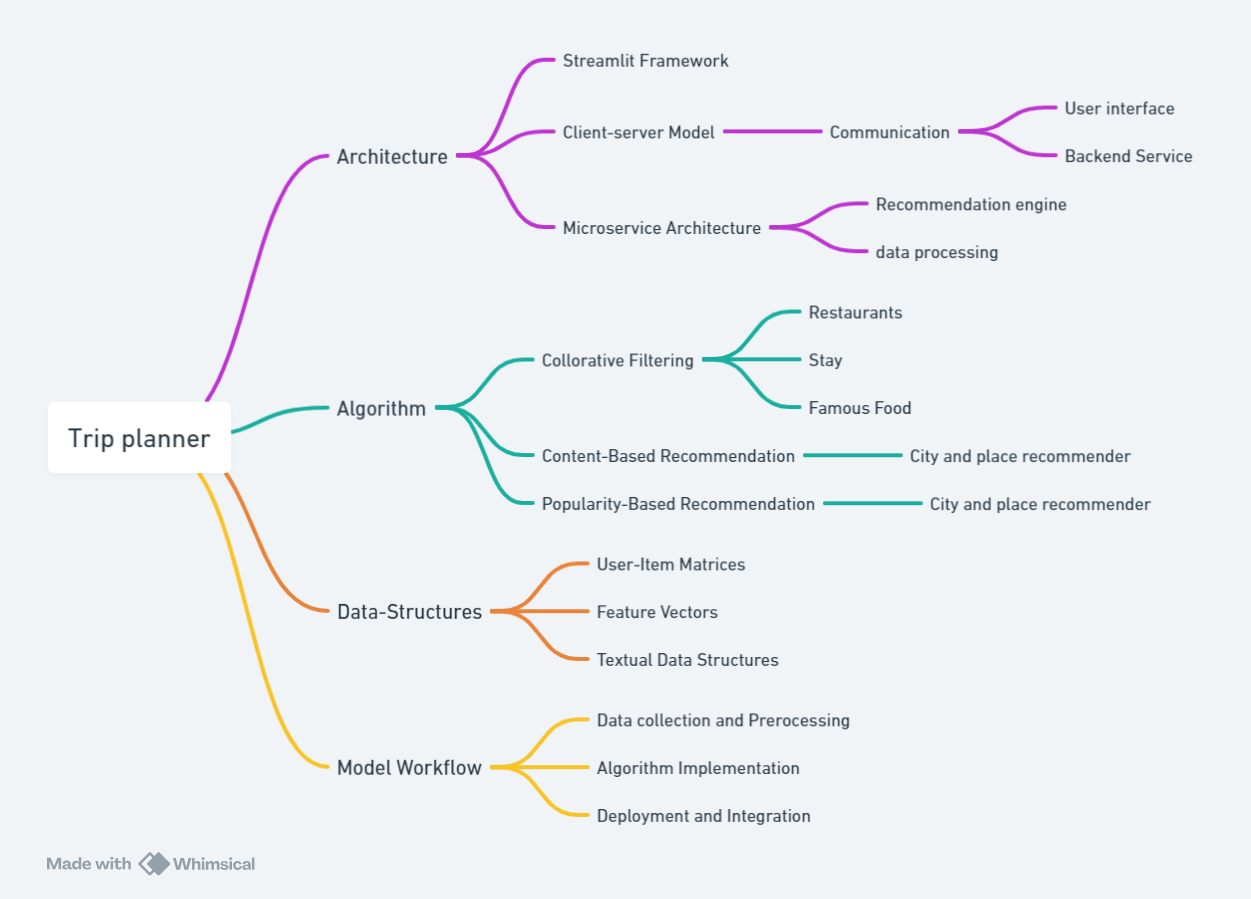 Trip planner
Architecture
Streamlit Framework
Client-server Model
Communication
User interface
Backend Service
Microservice Architecture
Recommendation engine
data processing
Algorithm
Collorative Filtering
Restaurants
Stay
Famous Food
Content-Based Recommendation
City and place recommender
Popularity-Based Recommendation
City and place recommender
Data-Structures
User-Item Matrices
Feature Vectors
Textual Data Structures
Model Workflow
Data collection and Prerocessing
Algorithm Implementation
Deployment and Integration
Made with Whimsical